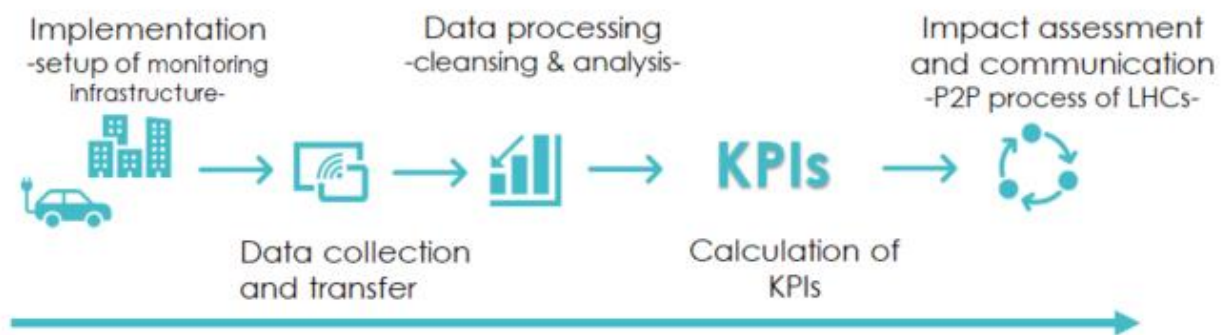 Implementation
-setup of monitoring
infrastructure-
Data collection
and transfer
Data processing
-cleansing & analysis-
KPIs
Calculation of
KPIs
Impact assessment
and communication
-P2P process of LHCs-